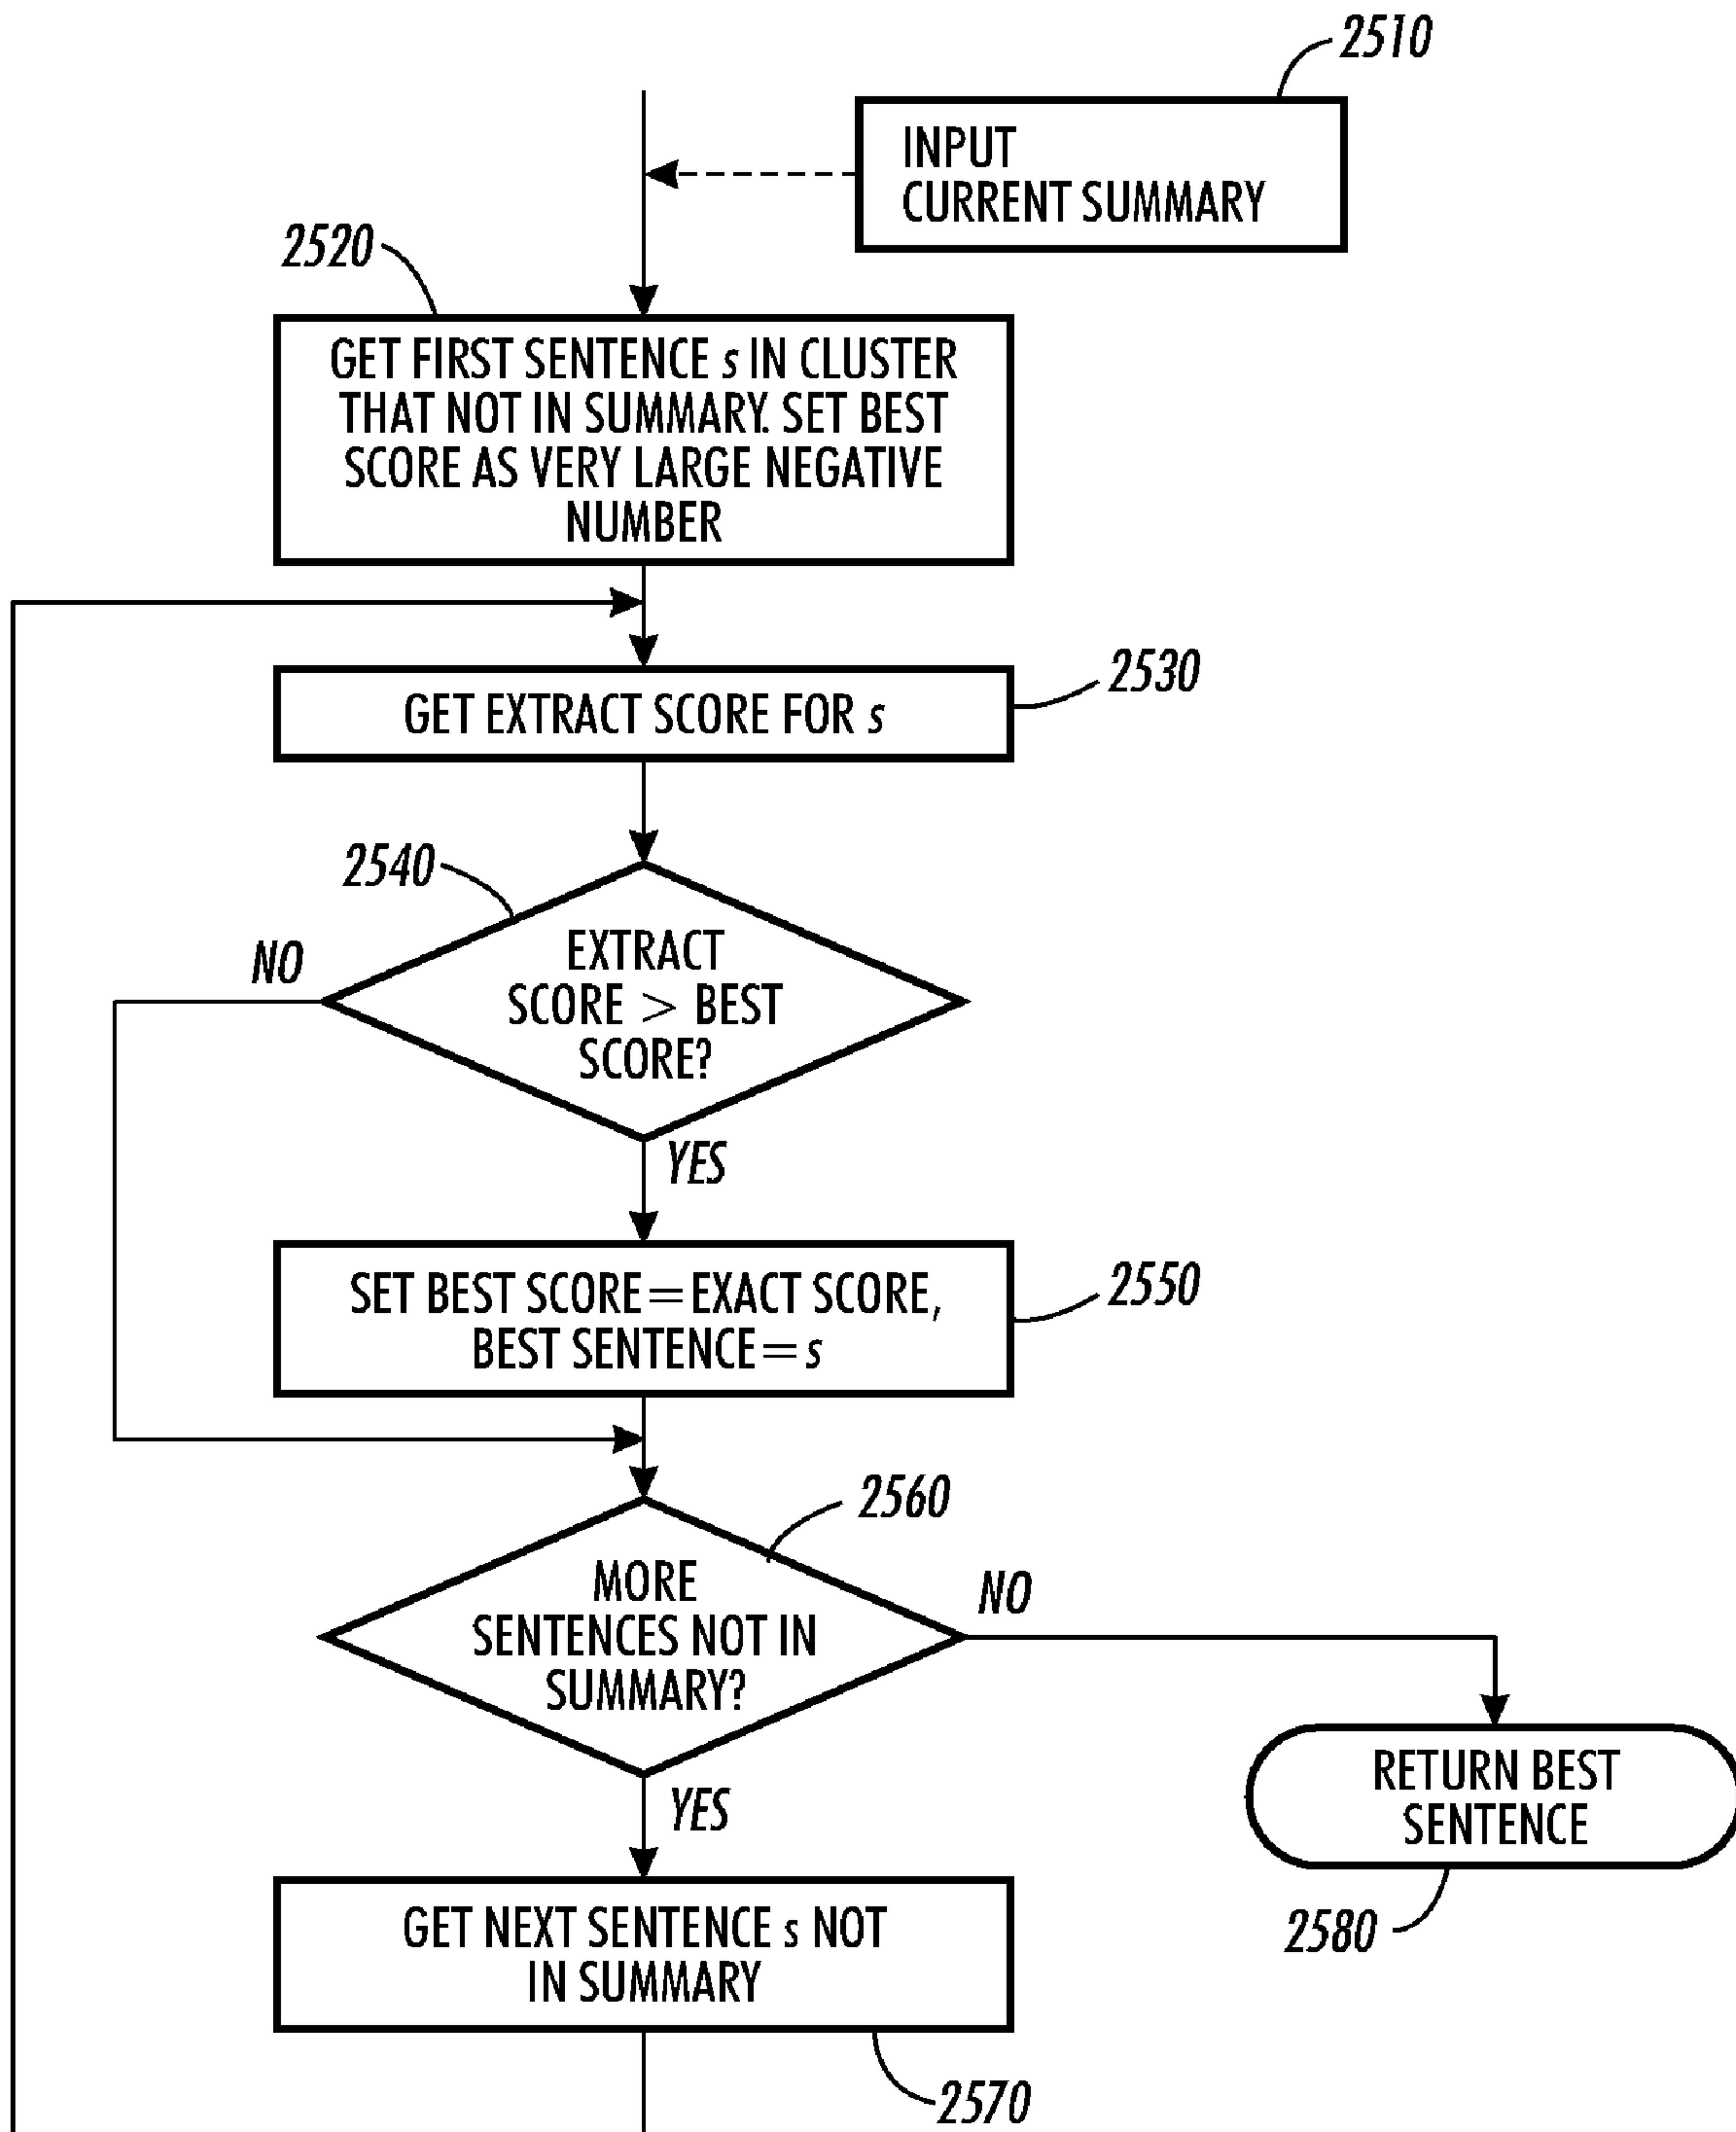 2510
INPUT
CURRENT SUMMARY
2520
GET FIRST SENTENCE s IN CLUSTER
THAT NOT IN SUMMARY. SET BEST
SCORE AS VERY LARGE NEGATIVE
NUMBER
2530
GET EXTRACT SCORE FOR s
2540
NO
EXTRACT
SCORE > BEST
SCORE?
YES
SET BEST SCORE=EXACT SCORE,
BEST SENTENCE=s
2550
2560
MORE
SENTENCES NOT IN
SUMMARY?
NO
YES
RETURN BEST
SENTENCE
2580
GET NEXT SENTENCE s NOT
IN SUMMARY
2570